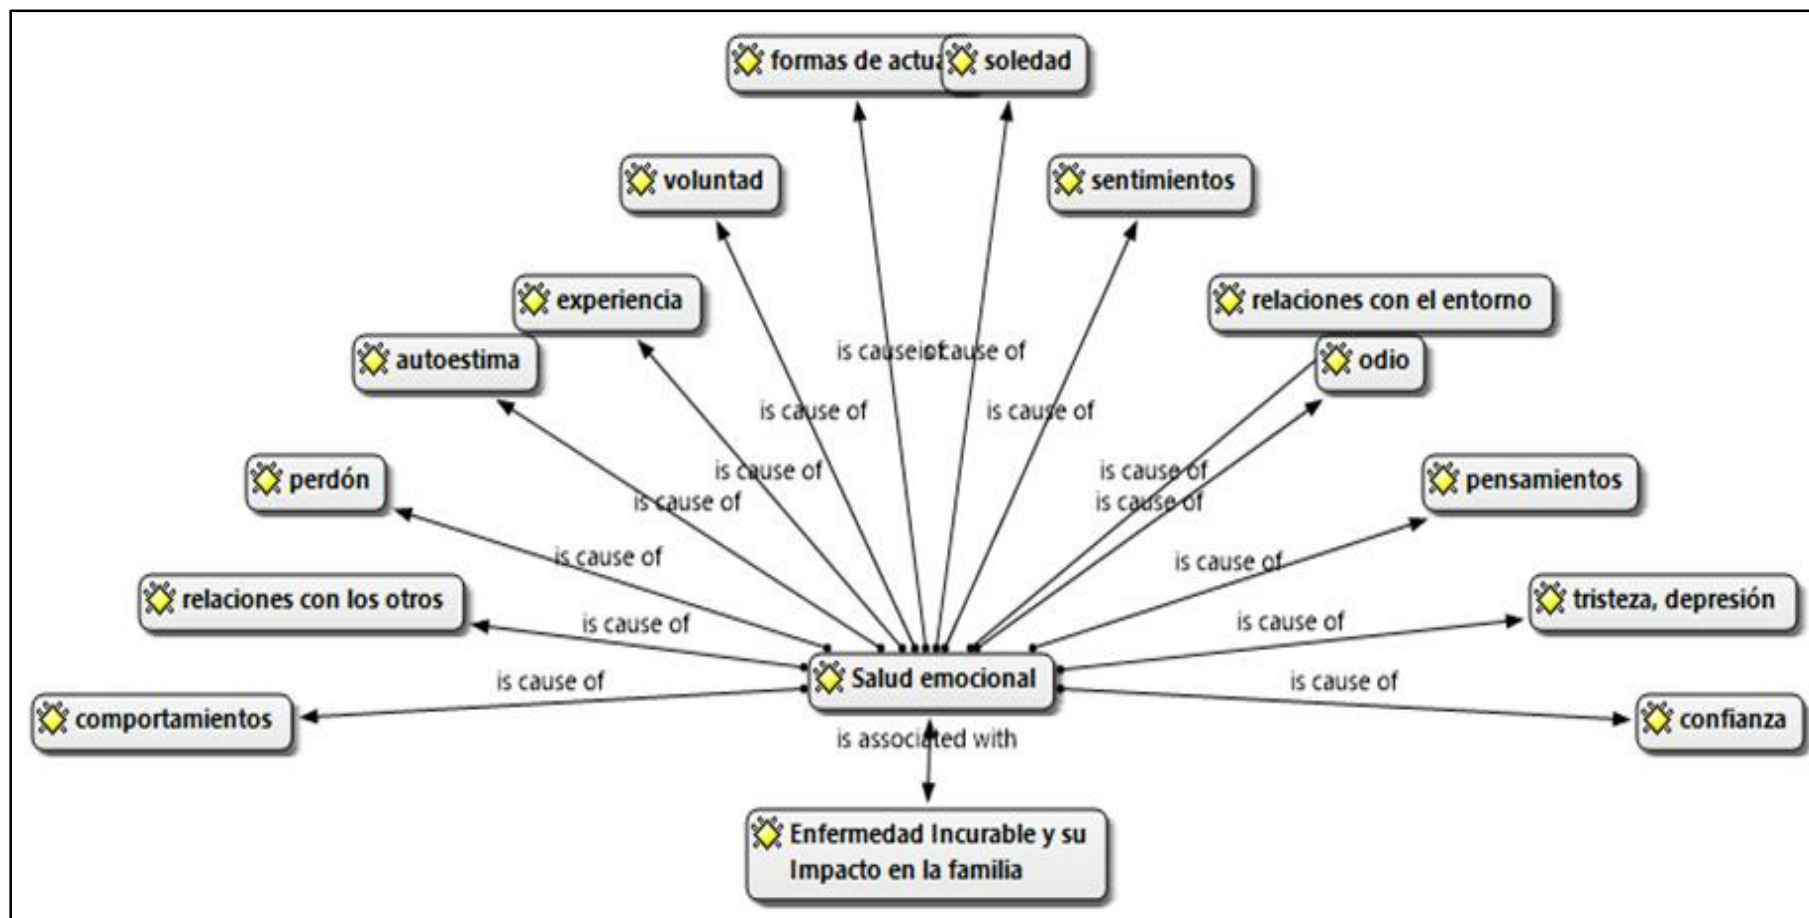 formas de
soledad
voluntad
sentimientos
experiencia
relaciones con el entorno
autoestima
odio
is cause of
is cause of
is cause of
is cause of
perdón
is cause of
is cause of
pensamientos
is cause of
is cause of
is cause of
is cause of
relaciones con los otros
tristeza, depresión
is cause of
is cause of
Salud emocional
is cause of
is cause of
comportamientos
confianza
is associated with
Enfermedad Incurable y su
Impacto en la familia